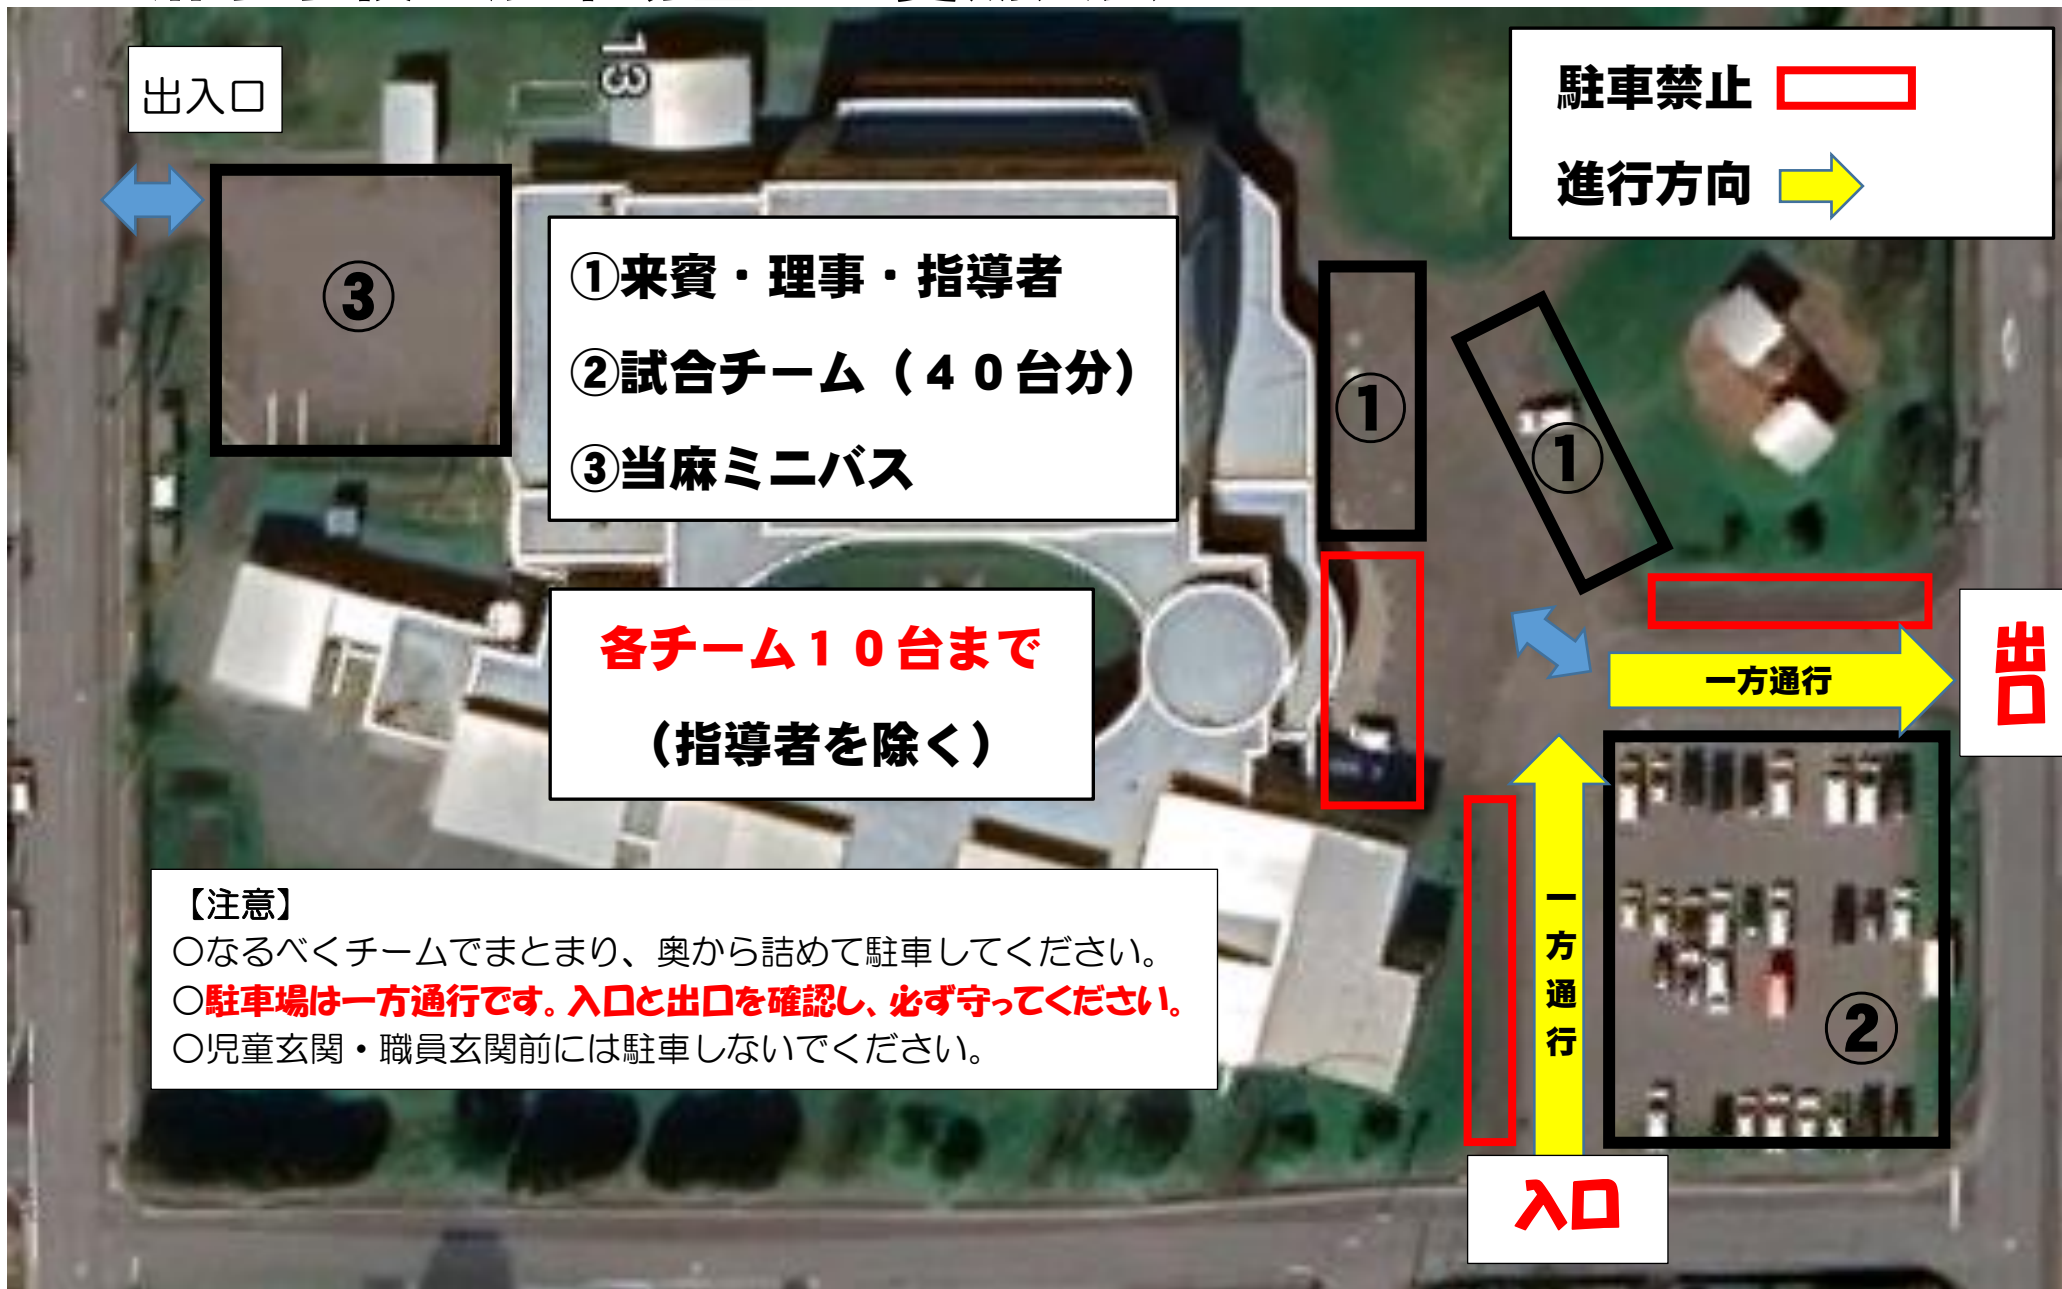 出入口
13
駐車禁止
進行方向
③
①来賓・理事・指導者
②試合チーム（４０台分）
③当麻ミニバス
①
①
各チーム１０台まで
（指導者を除く）
出口
一方通行
一方通行
【注意】
〇なるべくチームでまとまり、奥から詰めて駐車してください。
〇駐車場は一方通行です。入口と出口を確認し、必ず守ってください。
〇児童玄関・職員玄関前には駐車しないでください。
②
入口